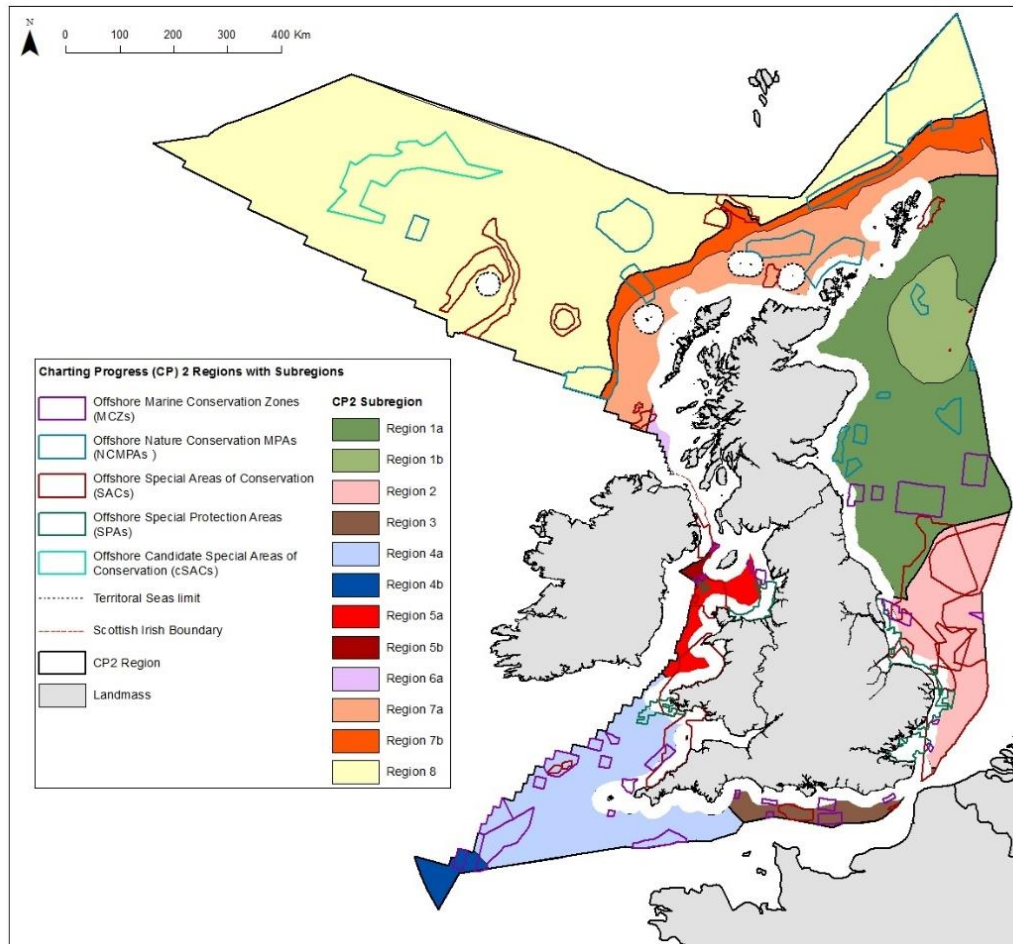 N
0 100 200 300 400 Km
Charting Progress (CP) 2 Regions with Subregions
Offshore Marine Conservation Zones
(MCZs)
Offshore Nature Conservation MPAs
(NCMPAs )
Offshore Special Areas of Conservation
(SACs)
Offshore Special Protection Areas
(SPAs)
Offshore Candidate Special Areas of
Conservation (cSACs)
Territoral Seas limit
Scottish Irish Boundary
CP2 Region
Landmass
CP2 Subregion
Region 1a
Region 1b
Region 2
Region 3
Region 4a
Region 4b
Region 5a
Region 5b
Region 6a
Region 7a
Region 7b
Region 8